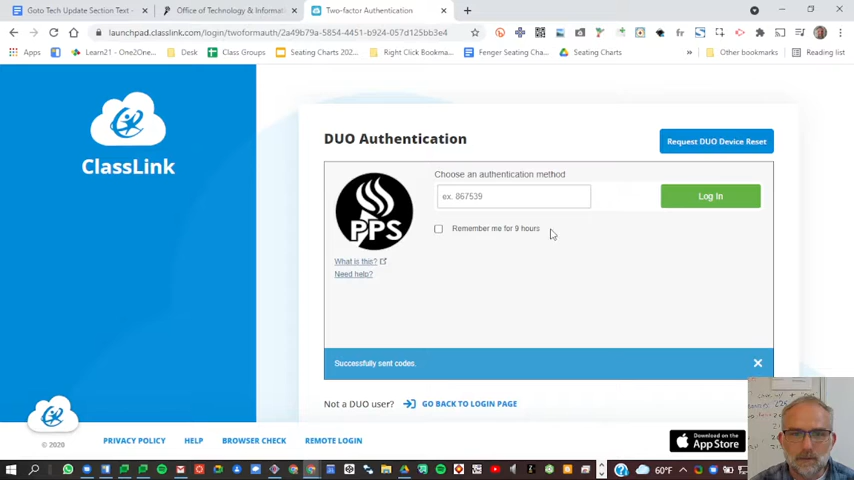 Goto Tech Update Section Text -
Office of Technology & Informati
Two-factor Authentication
launchpad.classlink.com/login/twoformauth/2a49b79a-5854-4451-b924-057d125bb3e4
Apps
Learn21 - One2One...
Desk
Class Groups
Seating Charts 202...
Right Click Bookma...
Fenger Seating Char...
Seating Charts
»
Other bookmarks
Reading list
DUO Authentication
Request DUO Device Reset
ClassLink
PPS
Choose an authentication method
ex. 867539
Log In
Remember me for 9 hours
What is this?
Need help?
Successfully sent codes.
Not a DUO user?
GO BACK TO LOGIN PAGE
© 2020
PRIVACY POLICY
HELP
BROWSER CHECK
REMOTE LOGIN
Download on the
App Store
60°F